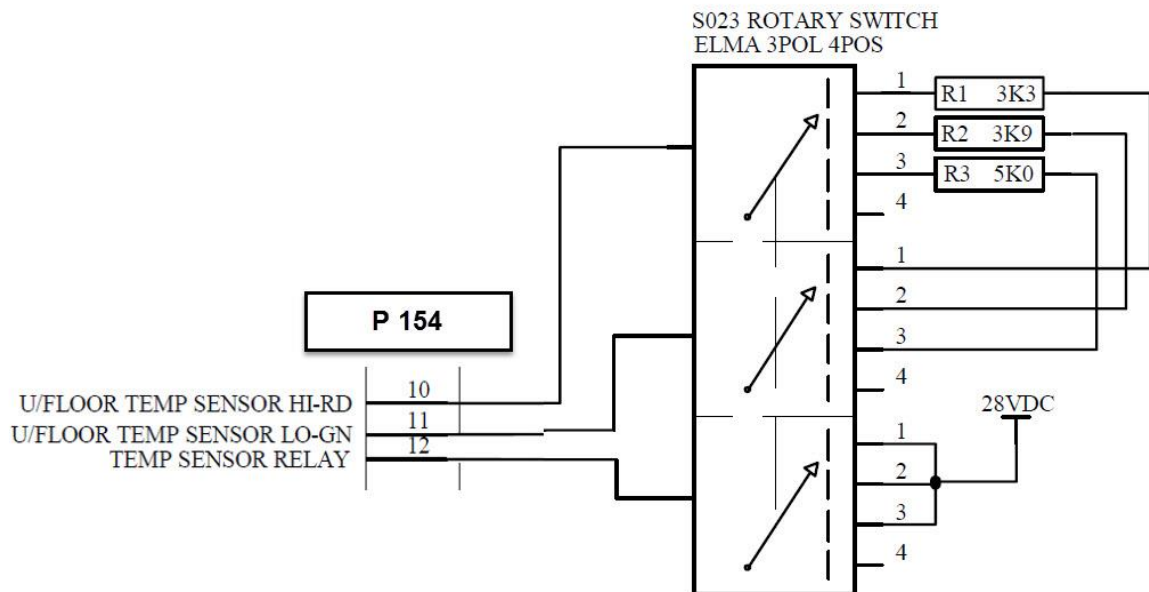 S023 ROTARY SWITCH
ELMA 3POL 4POS
1
R1 3K3
2
R2 3K9
3
R3 5K0
4
1
2
3
4
P 154
U/FLOOR TEMP SENSOR HI-RD
10
U/FLOOR TEMP SENSOR LO-GN
11
TEMP SENSOR RELAY
12
28VDC
1
2
3
4